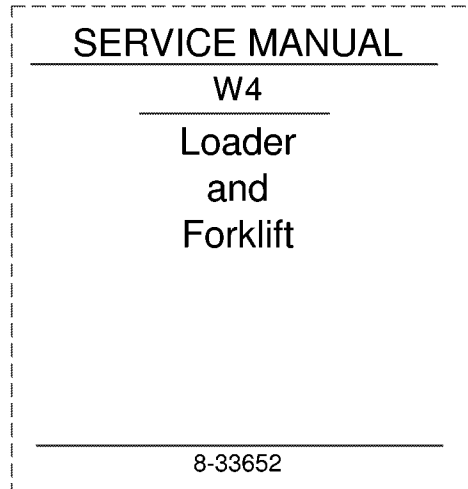 SERVICE MANUAL
W4
Loader
and
Forklift
8-33652